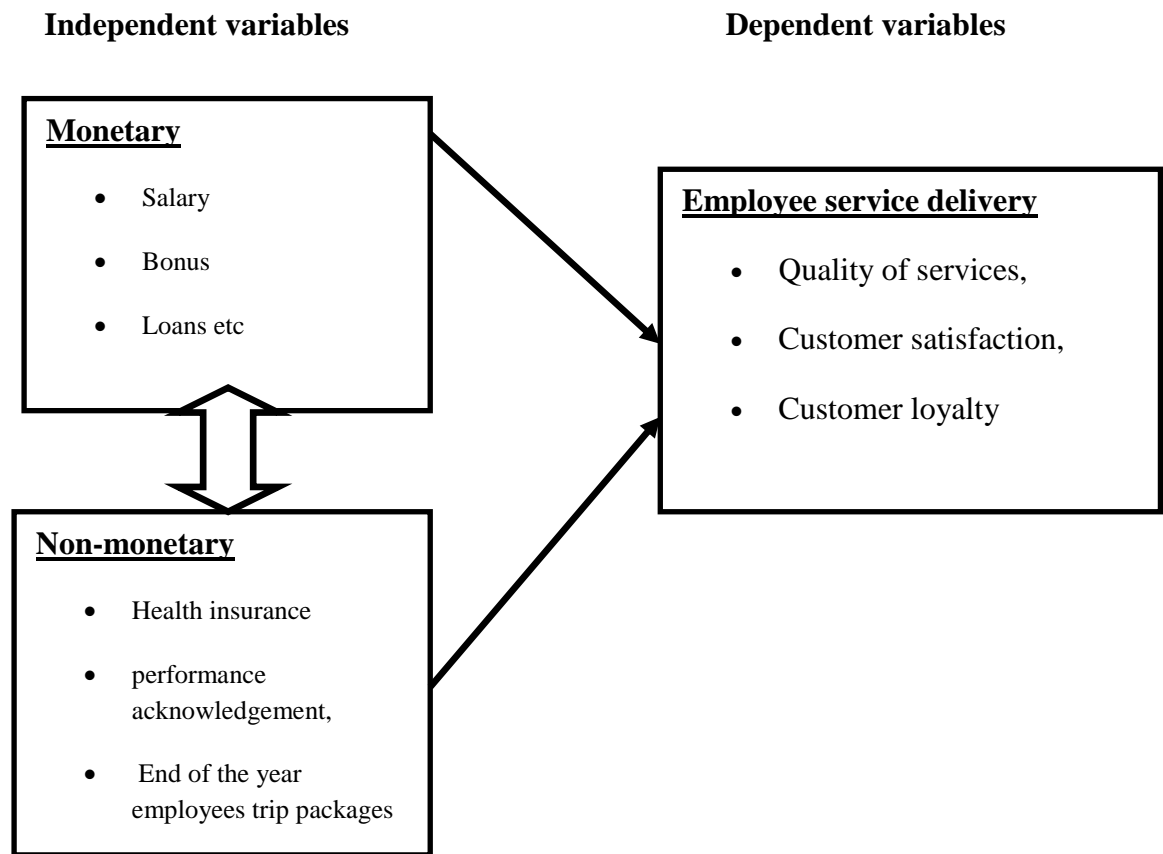 Independent variables
Dependent variables
Monetary
• Salary
• Bonus
• Loans etc
Employee service delivery
• Quality of services,
• Customer satisfaction,
• Customer loyalty
Non-monetary
• Health insurance
• performance
acknowledgement,
• End of the year
employees trip packages